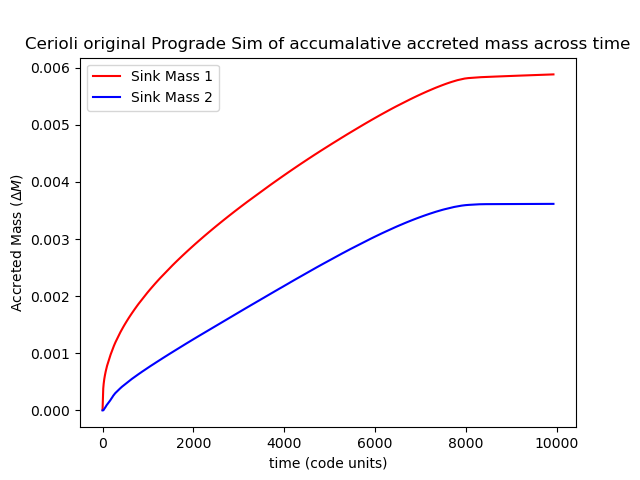 Cerioli original Prograde Sim of accumalative accreted mass across time
Sink Mass 1
Sink Mass 2
Accreted Mass (ΔM)
0.006
0.005
0.004
0.003
0.002
0.001
0.000
0 2000 4000 6000 8000 10000
time (code units)